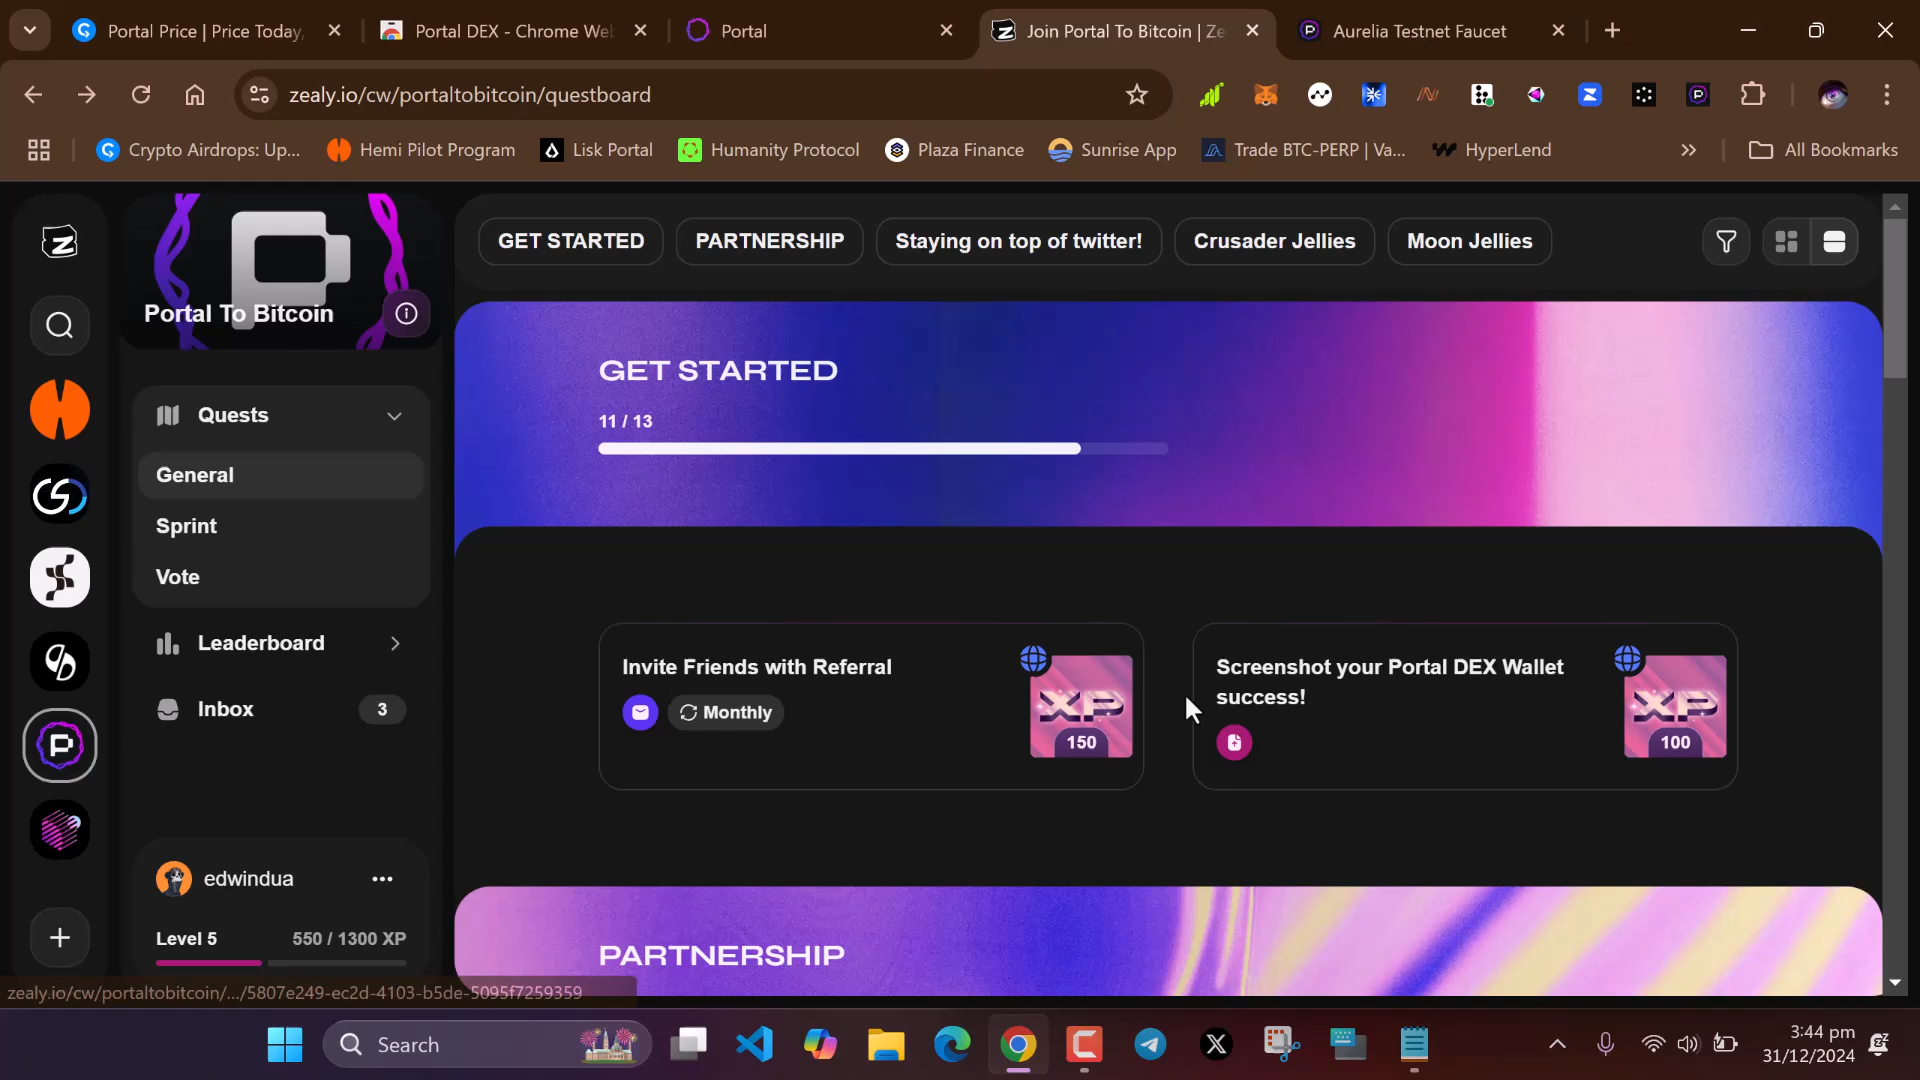 Portal Price | Price Today,
Portal DEX - Chrome We
Portal
Join Portal To Bitcoin | Ze
Aurelia Testnet Faucet
zealy.io/cw/portaltobitcoin/questboard
Crypto Airdrops: Up...
Hemi Pilot Program
Lisk Portal
Humanity Protocol
Plaza Finance
Sunrise App
Trade BTC-PERP | Va...
HyperLend
All Bookmarks
Portal To Bitcoin
Quests
General
Sprint
Vote
Leaderboard
Inbox
3
edwindua
Level 5
550 / 1300 XP
GET STARTED
PARTNERSHIP
Staying on top of twitter!
Crusader Jellies
Moon Jellies
GET STARTED
11 / 13
Invite Friends with Referral
Monthly
XP
150
Screenshot your Portal DEX Wallet
success!
XP
100
PARTNERSHIP
zealy.io/cw/portaltobitcoin/.../5807e249-ec2d-4103-b5de-5095f7259359
Search
3:44 pm
31/12/2024